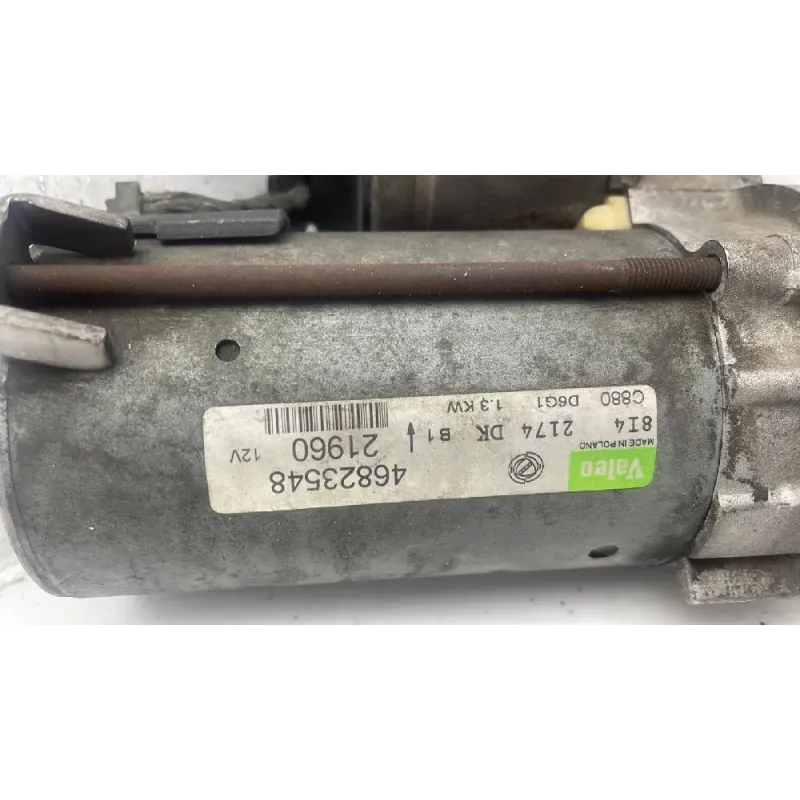 Valeo
46823548
MADE IN POLAND
8I4 2174 DK B1 21960 12V
C880 D6G1 1.3 KW